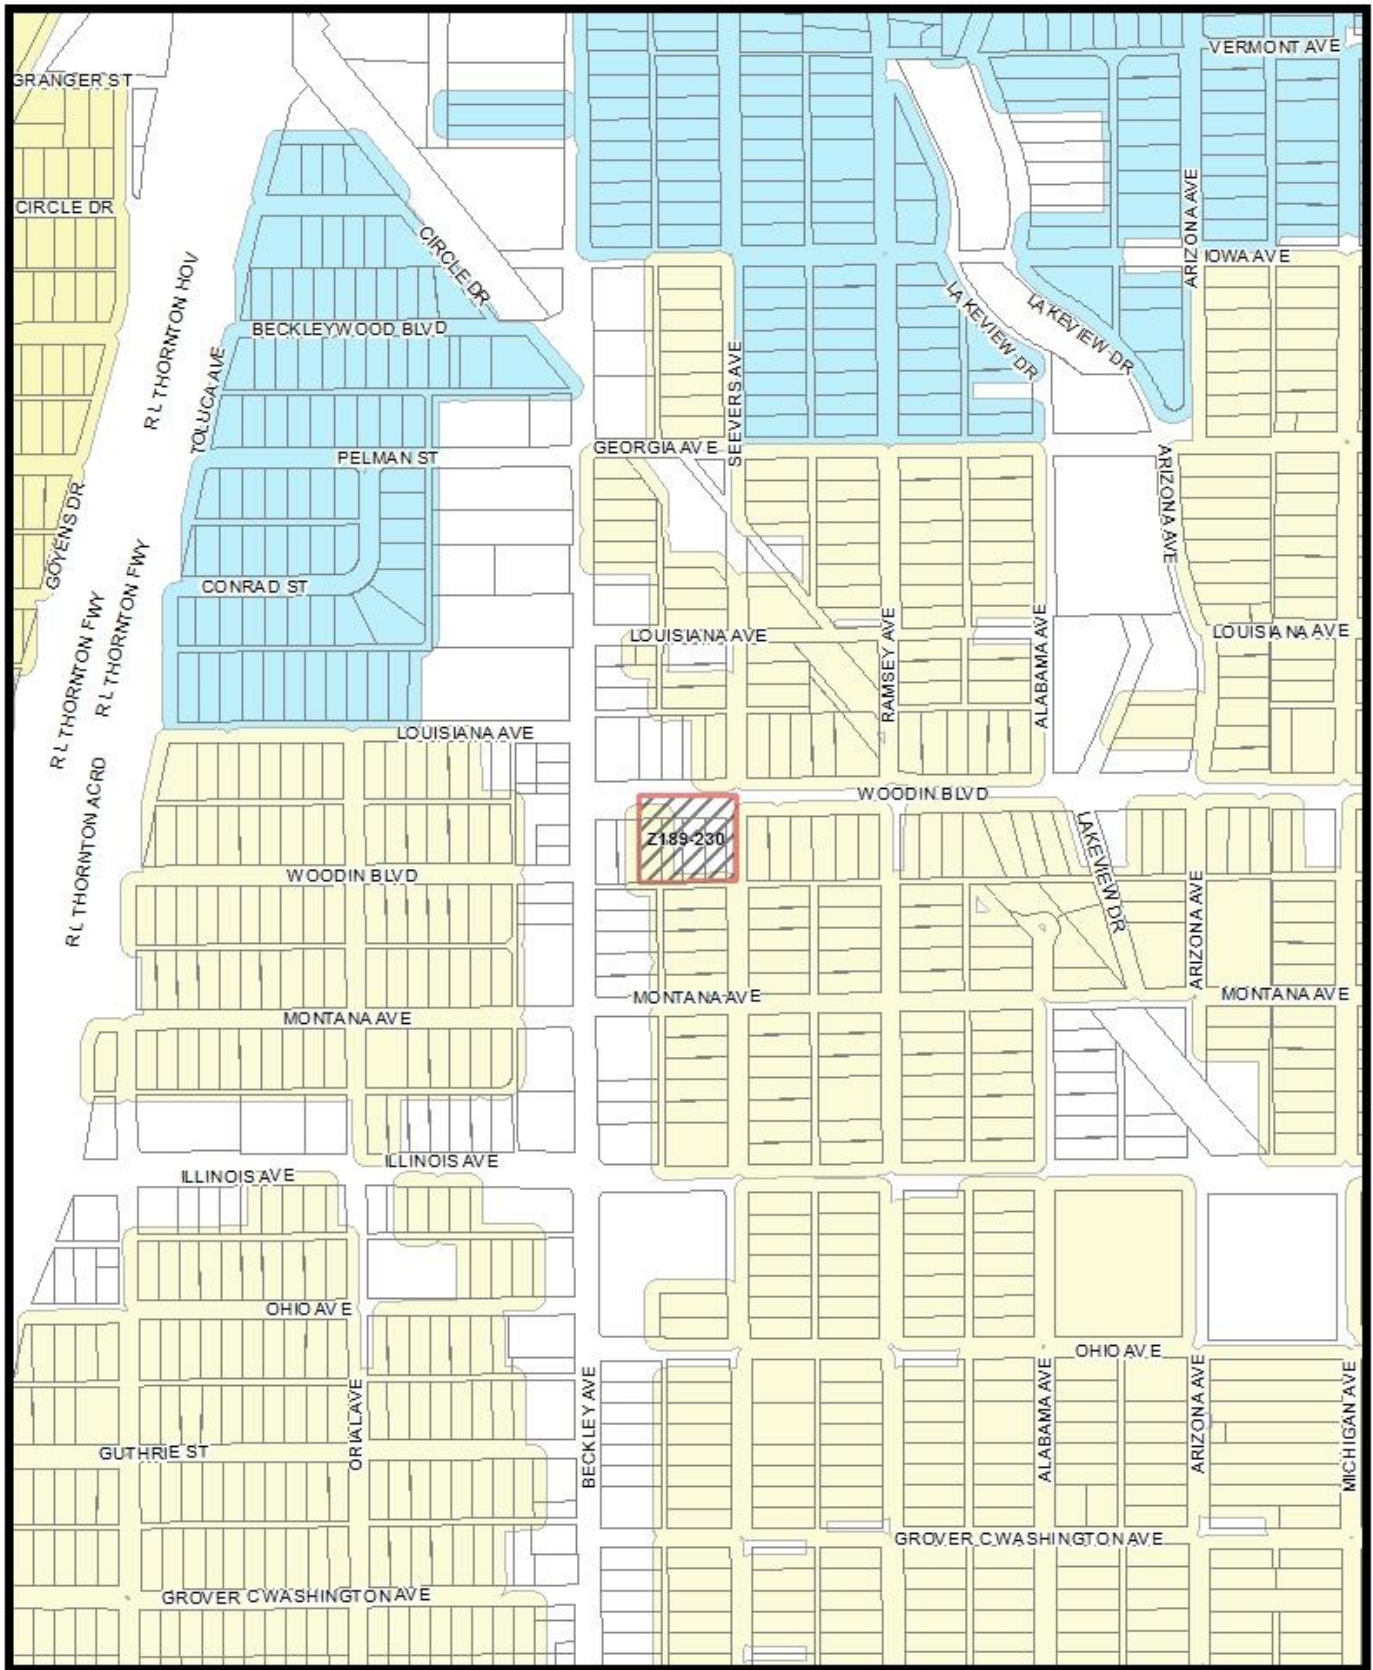 VERMONT AVE
GRANGER ST
CIRCLE DR
ARIZONA AVE
CIRCLE DR
IOWA AVE
R L THORNTON HOV
LAKEVIEW DR
LAKEVIEW DR
BECKLEYWOOD BLVD
TOLUCA AVE
SEEVERS AVE
GEORGIA AVE
PELMAN ST
ARIZONA AVE
GOYENS DR
R L THORNTON FWY
CONRAD ST
R L THORNTON FWY
LOUISIANA AVE
RAMSEY AVE
ALABAMA AVE
LOUISIANA AVE
LOUISIANA AVE
R L THORNTON ACRD
WOODIN BLVD
Z189-230
LAKEVIEW DR
WOODIN BLVD
ARIZONA AVE
MONTANA AVE
MONTANA AVE
MONTANA AVE
ILLINOIS AVE
ILLINOIS AVE
OHIO AVE
OHIO AVE
ORIAL AVE
BECKLEY AVE
ALABAMA AVE
ARIZONA AVE
MICHIGAN AVE
GUTHRIE ST
GROVER C WASHINGTON AVE
GROVER C WASHINGTON AVE